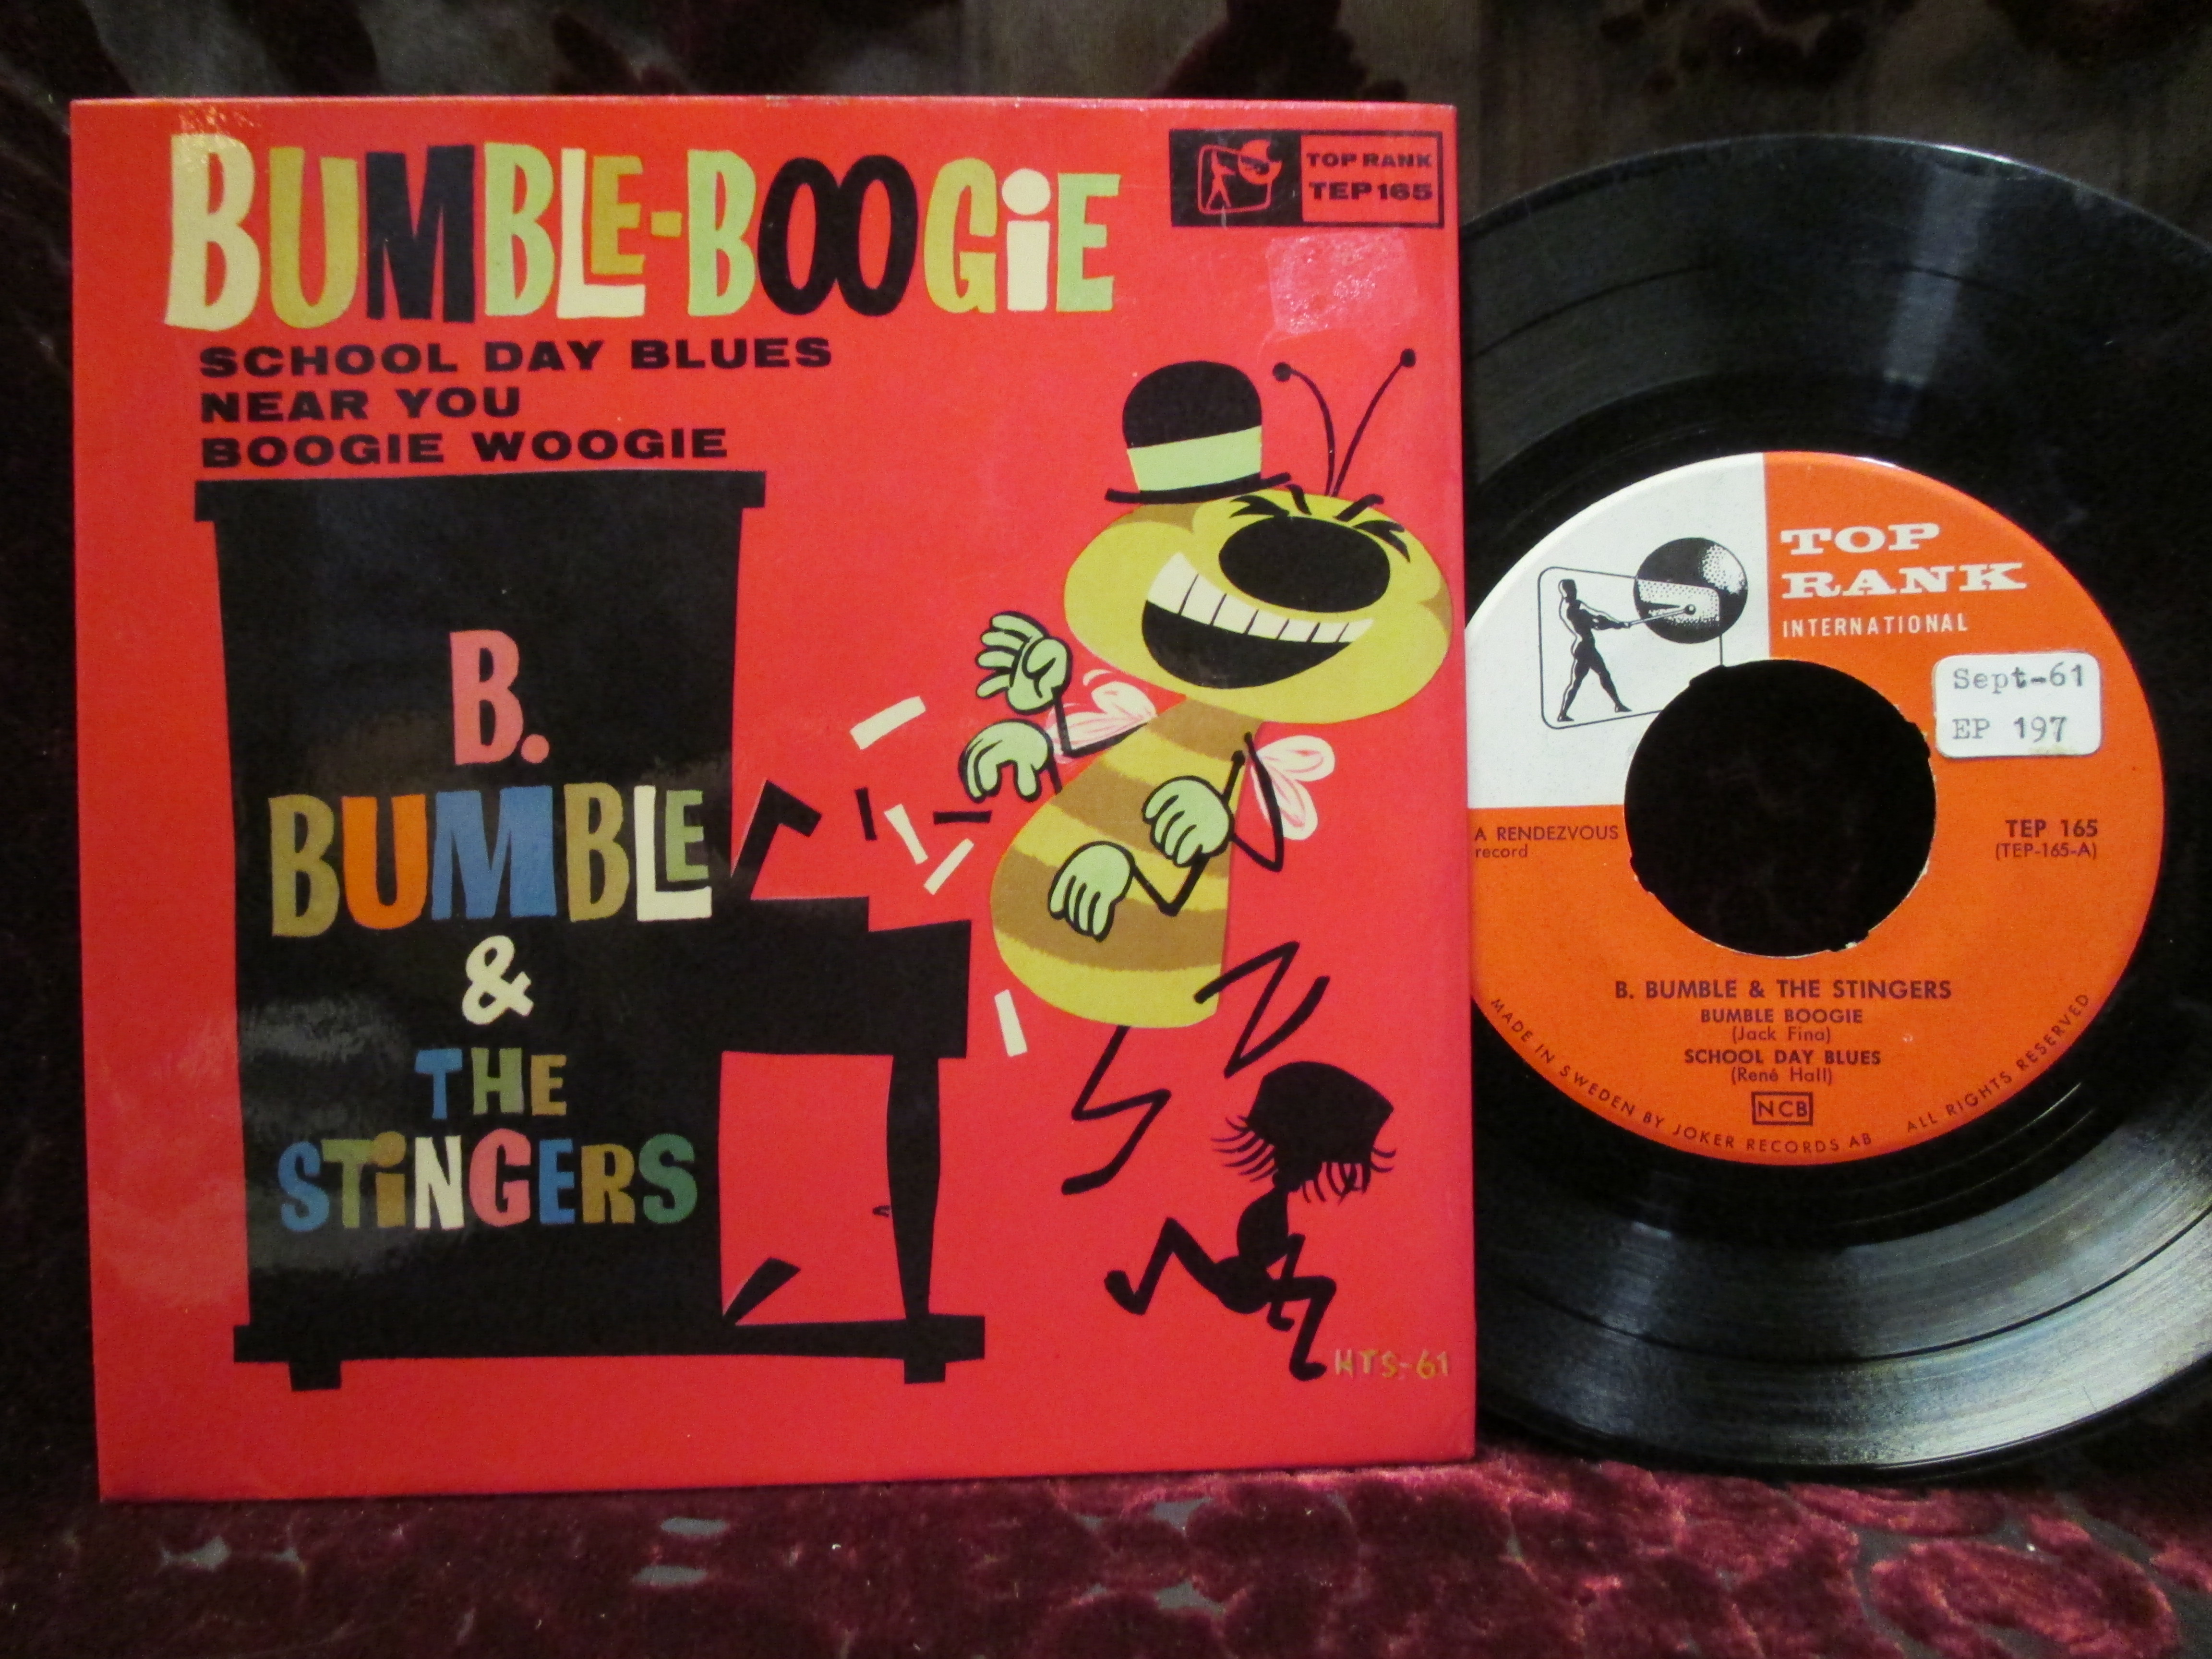 BUMBLE-BOOGiE
TOP RANK
TEP 165
SCHOOL DAY BLUES
NEAR YOU
BOOGIE WOOGIE
B.
BUMBLE
&
THE
STiNGERS
HTS-61
TOP
RANK
INTERNATIONAL
Sept-61
EP 197
A RENDEZVOUS
record
TEP 165
(TEP-165-A)
B. BUMBLE & THE STINGERS
BUMBLE BOOGIE
(Jack Fina)
SCHOOL DAY BLUES
(René Hall)
NCB
MADE IN SWEDEN BY JOKER RECORDS AB ALL RIGHTS RESERVED